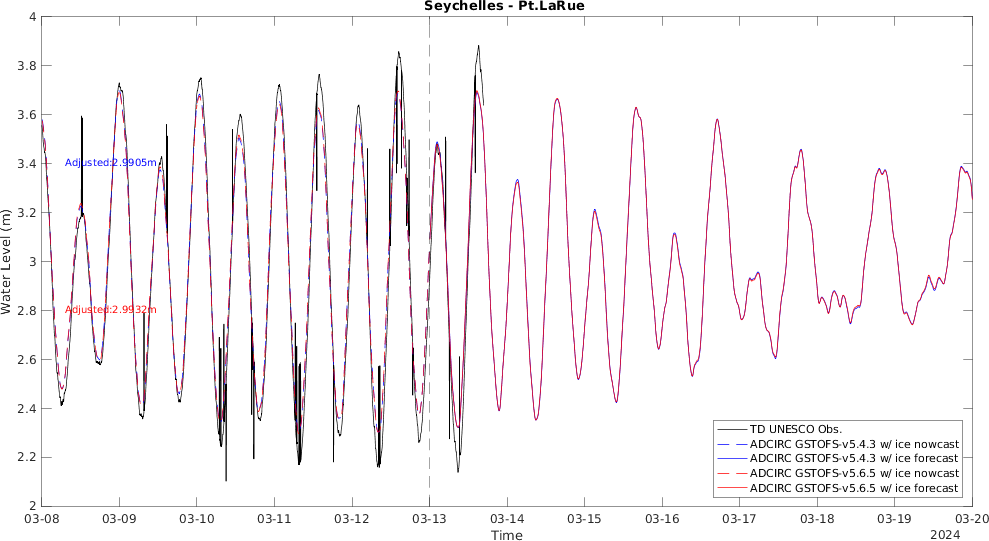 Seychelles - Pt.LaRue
4
3.8
3.6
3.4
3.2
3
2.8
2.6
2.4
2.2
2
Water Level (m)
Adjusted:2.9905m
Adjusted:2.9932m
TD UNESCO Obs.
ADCIRC GSTOFS-v5.4.3 w/ ice nowcast
ADCIRC GSTOFS-v5.4.3 w/ ice forecast
ADCIRC GSTOFS-v5.6.5 w/ ice nowcast
ADCIRC GSTOFS-v5.6.5 w/ ice forecast
03-08 03-09 03-10 03-11 03-12 03-13 03-14 03-15 03-16 03-17 03-18 03-19 03-20
Time
2024